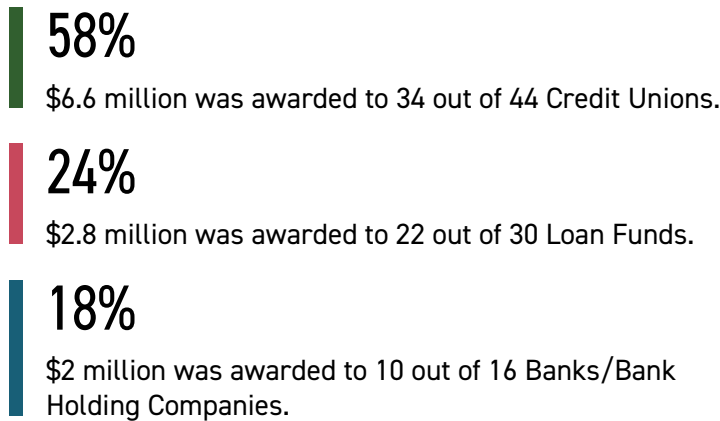 58%
$6.6 million was awarded to 34 out of 44 Credit Unions.
24%
$2.8 million was awarded to 22 out of 30 Loan Funds.
18%
$2 million was awarded to 10 out of 16 Banks/Bank
Holding Companies.